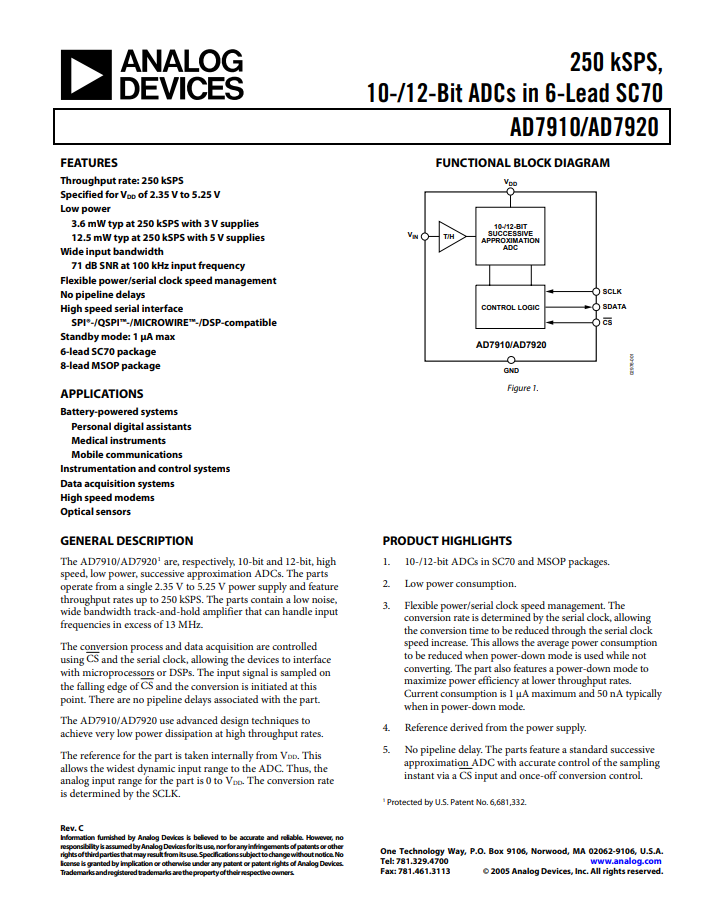 ANALOG
DEVICES
250 kSPS,
10-/12-Bit ADCs in 6-Lead SC70
AD7910/AD7920
FEATURES
Throughput rate: 250 kSPS
Specified for VDD of 2.35 V to 5.25 V
Low power
3.6 mW typ at 250 kSPS with 3 V supplies
12.5 mW typ at 250 kSPS with 5 V supplies
Wide input bandwidth
71 dB SNR at 100 kHz input frequency
Flexible power/serial clock speed management
No pipeline delays
High speed serial interface
SPI®-/QSPI™-/MICROWIRE™-/DSP-compatible
Standby mode: 1 μA max
6-lead SC70 package
8-lead MSOP package
APPLICATIONS
Battery-powered systems
Personal digital assistants
Medical instruments
Mobile communications
Instrumentation and control systems
Data acquisition systems
High speed modems
Optical sensors
FUNCTIONAL BLOCK DIAGRAM
VDD
VIN
T/H
10-/12-BIT
SUCCESSIVE
APPROXIMATION
ADC
CONTROL LOGIC
SCLK
SDATA
CS
AD7910/AD7920
GND
Figure 1.
GENERAL DESCRIPTION
The AD7910/AD7920¹ are, respectively, 10-bit and 12-bit, high
speed, low power, successive approximation ADCs. The parts
operate from a single 2.35 V to 5.25 V power supply and feature
throughput rates up to 250 kSPS. The parts contain a low noise,
wide bandwidth track-and-hold amplifier that can handle input
frequencies in excess of 13 MHz.
The conversion process and data acquisition are controlled
using CS and the serial clock, allowing the devices to interface
with microprocessors or DSPs. The input signal is sampled on
the falling edge of CS and the conversion is initiated at this
point. There are no pipeline delays associated with the part.
The AD7910/AD7920 use advanced design techniques to
achieve very low power dissipation at high throughput rates.
The reference for the part is taken internally from VDD. This
allows the widest dynamic input range to the ADC. Thus, the
analog input range for the part is 0 to VDD. The conversion rate
is determined by the SCLK.
PRODUCT HIGHLIGHTS
1. 10-/12-bit ADCs in SC70 and MSOP packages.
2. Low power consumption.
3. Flexible power/serial clock speed management. The
conversion rate is determined by the serial clock, allowing
the conversion time to be reduced through the serial clock
speed increase. This allows the average power consumption
to be reduced when power-down mode is used while not
converting. The part also features a power-down mode to
maximize power efficiency at lower throughput rates.
Current consumption is 1 μA maximum and 50 nA typically
when in power-down mode.
4. Reference derived from the power supply.
5. No pipeline delay. The parts feature a standard successive
approximation ADC with accurate control of the sampling
instant via a CS input and once-off conversion control.
¹ Protected by U.S. Patent No. 6,681,332.
Rev. C
Information furnished by Analog Devices is believed to be accurate and reliable. However, no
responsibility is assumed by Analog Devices for its use, nor for any infringements of patents or other
rights of third parties that may result from its use. Specifications subject to change without notice. No
license is granted by implication or otherwise under any patent or patent rights of Analog Devices.
Trademarks and registered trademarks are the property of their respective owners.
One Technology Way, P.O. Box 9106, Norwood, MA 02062-9106, U.S.A.
Tel: 781.329.4700 www.analog.com
Fax: 781.461.3113 © 2005 Analog Devices, Inc. All rights reserved.